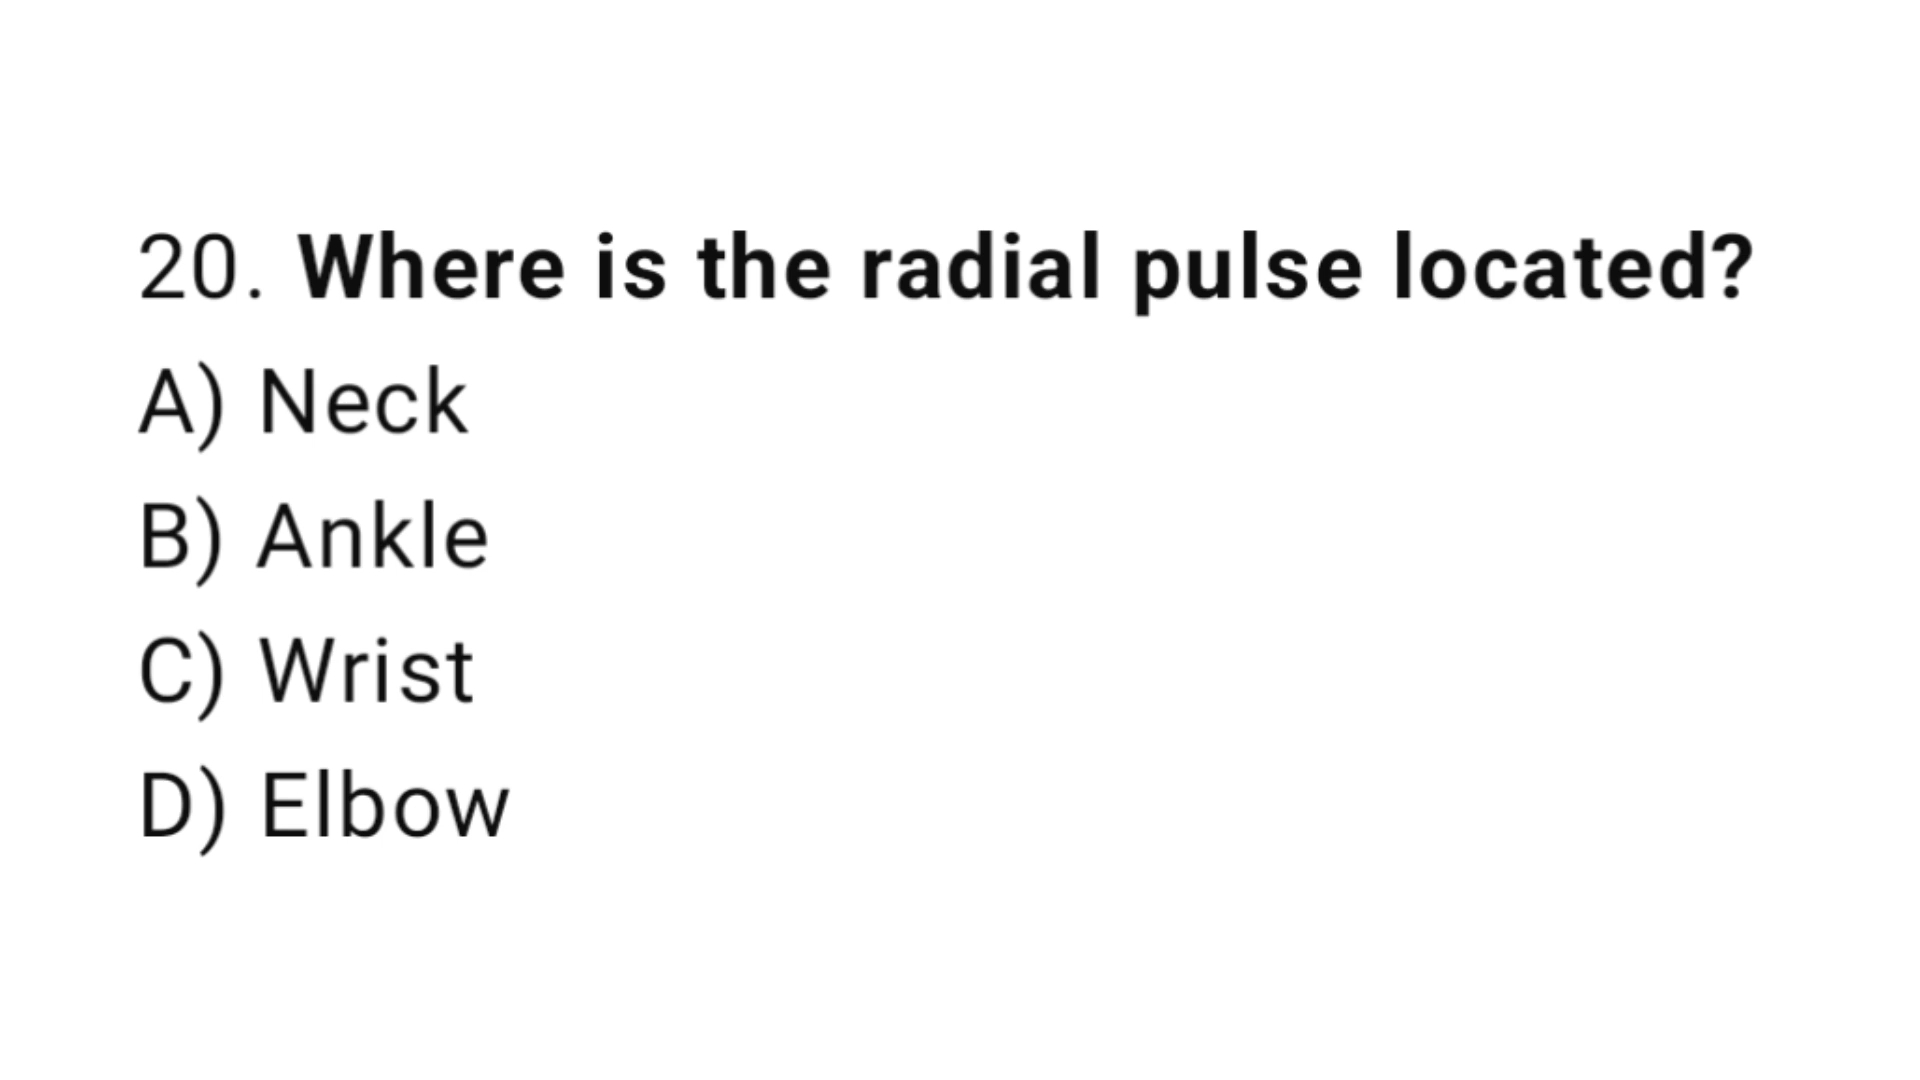 20. Where is the radial pulse located?
A) Neck
B) Ankle
C) Wrist
D) Elbow